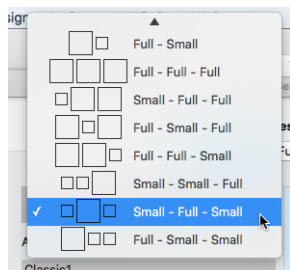 sign
Full - Small
Full - Full - Full
Small - Full - Full
Full - Small - Full
Full - Full - Small
Small - Small - Full
Small - Full - Small
Full - Small - Small
Classic1